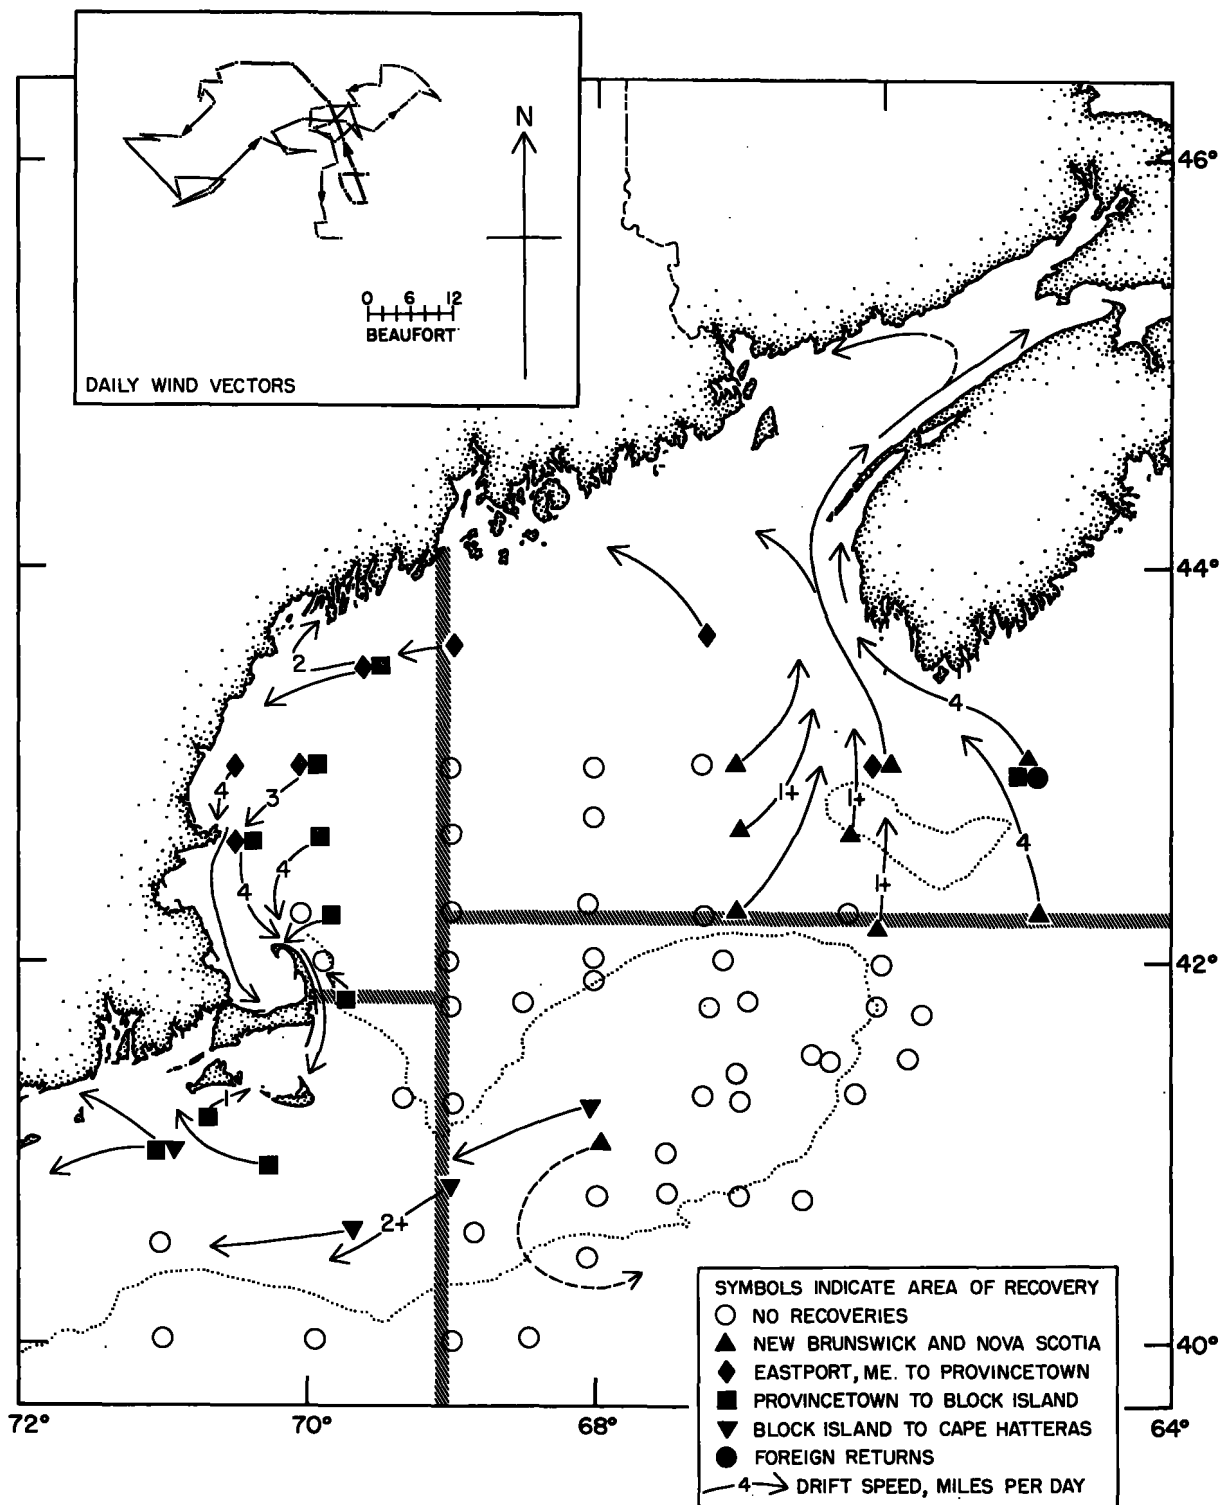 N
0 6 12
BEAUFORT
DAILY WIND VECTORS
46°
44°
42°
40°
2
4
3
4
4
1+
1+
1+
4
4
1
2+
SYMBOLS INDICATE AREA OF RECOVERY
NO RECOVERIES
NEW BRUNSWICK AND NOVA SCOTIA
EASTPORT, ME. TO PROVINCETOWN
PROVINCETOWN TO BLOCK ISLAND
BLOCK ISLAND TO CAPE HATTERAS
FOREIGN RETURNS
4 DRIFT SPEED, MILES PER DAY
72° 70° 68° 64°